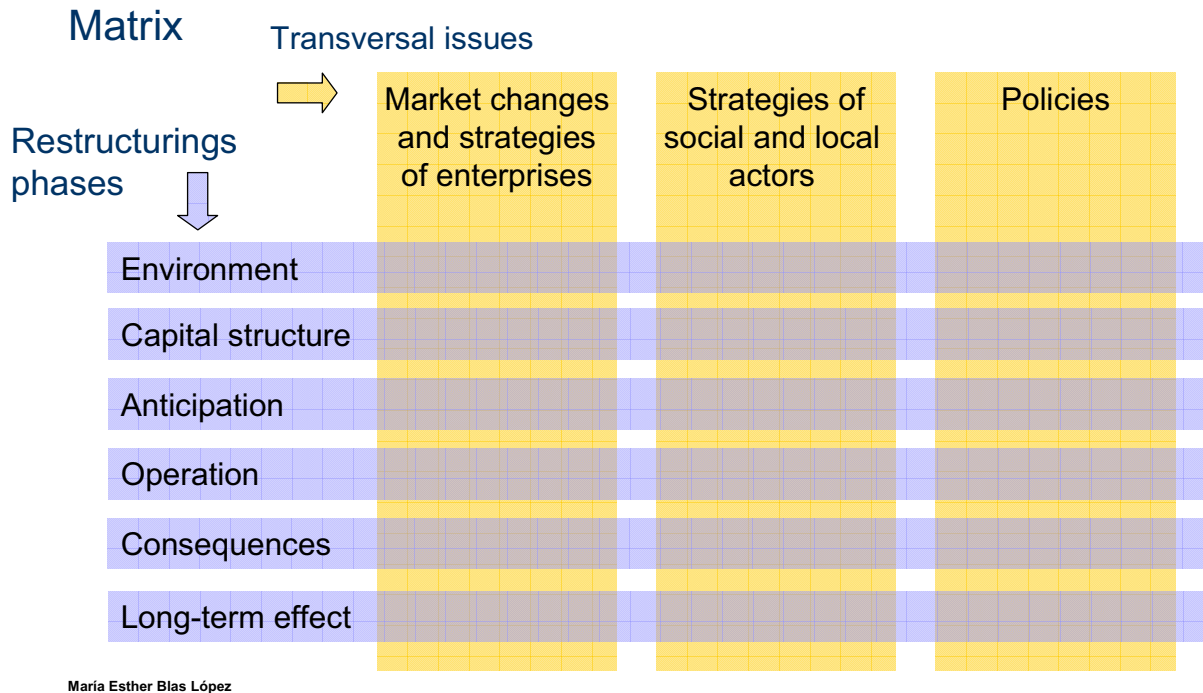 Matrix
Transversal issues
Restructurings
phases
Market changes
and strategies
of enterprises
Strategies of
social and local
actors
Policies
Environment
Capital structure
Anticipation
Operation
Consequences
Long-term effect
María Esther Blas López